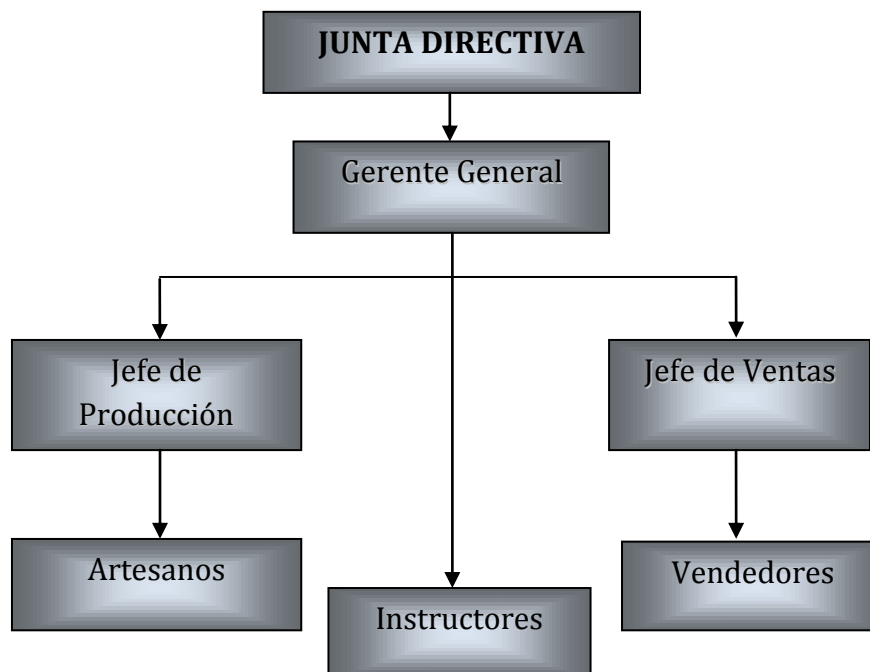 JUNTA DIRECTIVA
Gerente General
Jefe de
Producción
Jefe de Ventas
Artesanos
Vendedores
Instructores